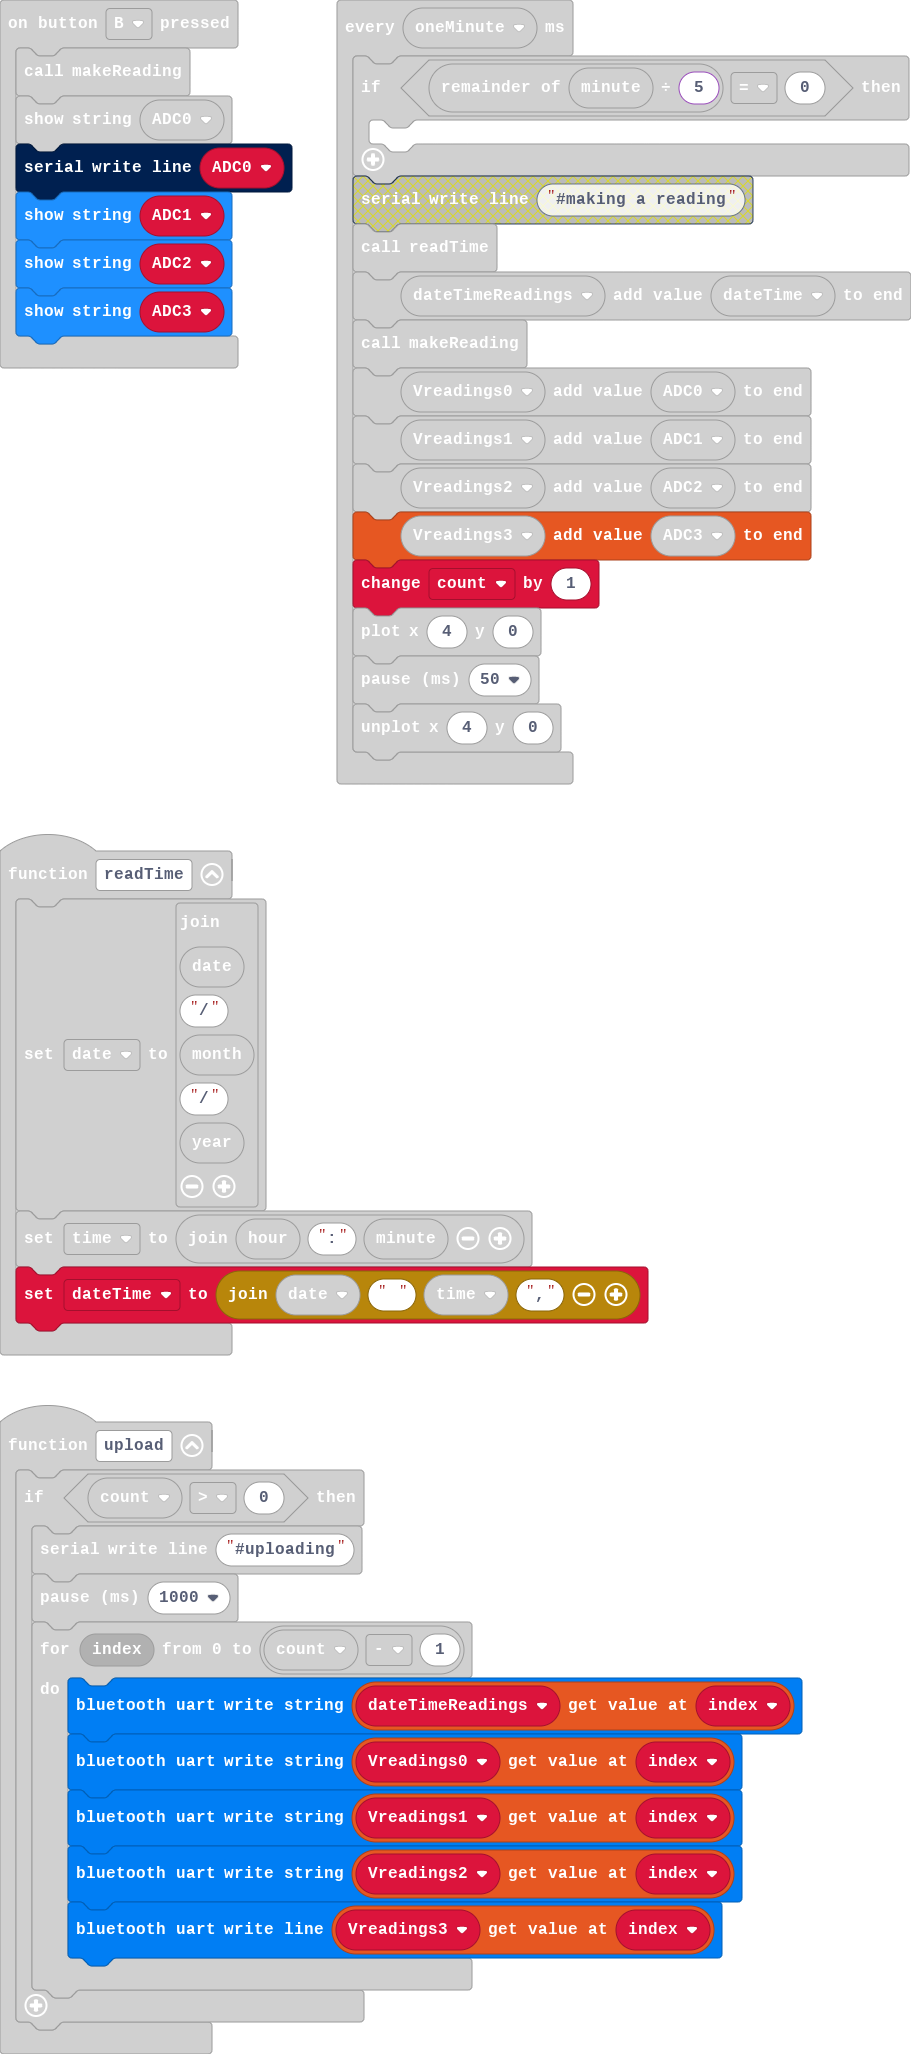 on button B pressed
call makeReading
show string ADC0
serial write line ADC0
show string ADC1
show string ADC2
show string ADC3
every oneMinute ms
if remainder of minute ÷ 5 = 0 then
serial write line "#making a reading"
call readTime
dateTimeReadings add value dateTime to end
call makeReading
Vreadings0 add value ADC0 to end
Vreadings1 add value ADC1 to end
Vreadings2 add value ADC2 to end
Vreadings3 add value ADC3 to end
change count by 1
plot x 4 y 0
pause (ms) 50
unplot x 4 y 0
function readTime
join
date
"/"
set date to month
"/"
year
set time to join hour ":" minute
set dateTime to join date " " time ","
function upload
if count > 0 then
serial write line "#uploading"
pause (ms) 1000
for index from 0 to count - 1
do
bluetooth uart write string dateTimeReadings get value at index
bluetooth uart write string Vreadings0 get value at index
bluetooth uart write string Vreadings1 get value at index
bluetooth uart write string Vreadings2 get value at index
bluetooth uart write line Vreadings3 get value at index